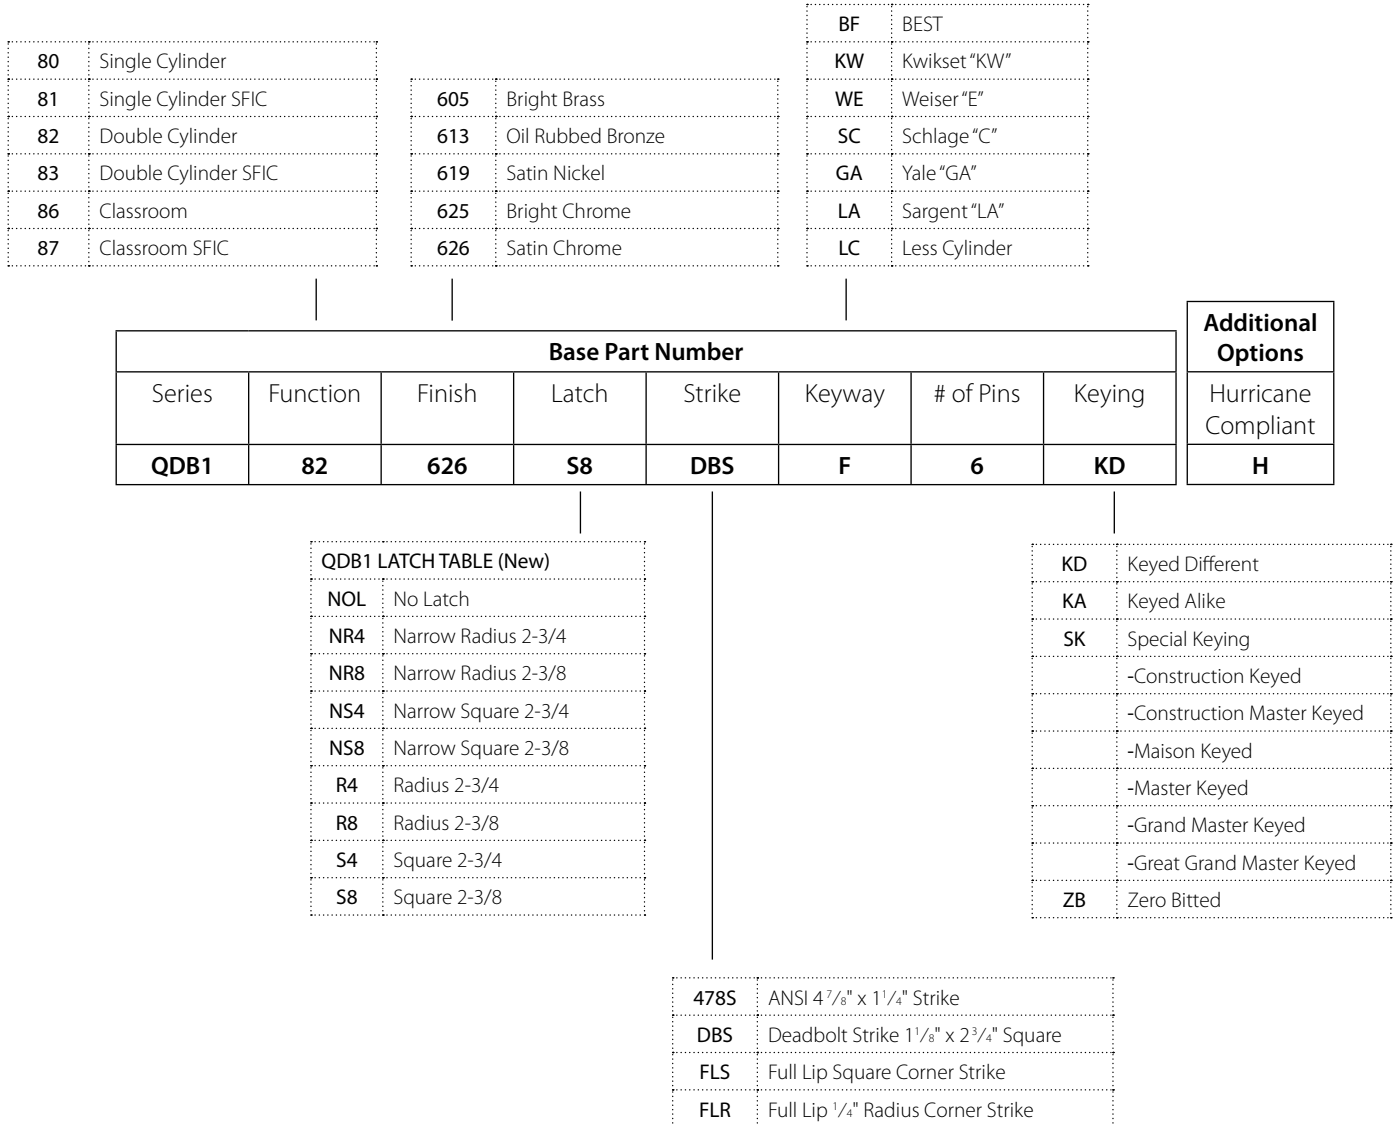 80 Single Cylinder
81 Single Cylinder SFIC
82 Double Cylinder
83 Double Cylinder SFIC
86 Classroom
87 Classroom SFIC
605 Bright Brass
613 Oil Rubbed Bronze
619 Satin Nickel
625 Bright Chrome
626 Satin Chrome
BF BEST
KW Kwikset “KW”
WE Weiser “E”
SC Schlage “C”
GA Yale “GA”
LA Sargent “LA”
LC Less Cylinder
Base Part Number
Series Function Finish Latch Strike Keyway # of Pins Keying
QDB1 82 626 S8 DBS F 6 KD
Additional
Options
Hurricane
Compliant
H
QDB1 LATCH TABLE (New)
NOL No Latch
NR4 Narrow Radius 2-3/4
NR8 Narrow Radius 2-3/8
NS4 Narrow Square 2-3/4
NS8 Narrow Square 2-3/8
R4 Radius 2-3/4
R8 Radius 2-3/8
S4 Square 2-3/4
S8 Square 2-3/8
KD Keyed Different
KA Keyed Alike
SK Special Keying
-Construction Keyed
-Construction Master Keyed
-Maison Keyed
-Master Keyed
-Grand Master Keyed
-Great Grand Master Keyed
ZB Zero Bitted
478S ANSI 4 7/8" x 1 1/4" Strike
DBS Deadbolt Strike 1 1/8" x 2 3/4" Square
FLS Full Lip Square Corner Strike
FLR Full Lip 1/4" Radius Corner Strike